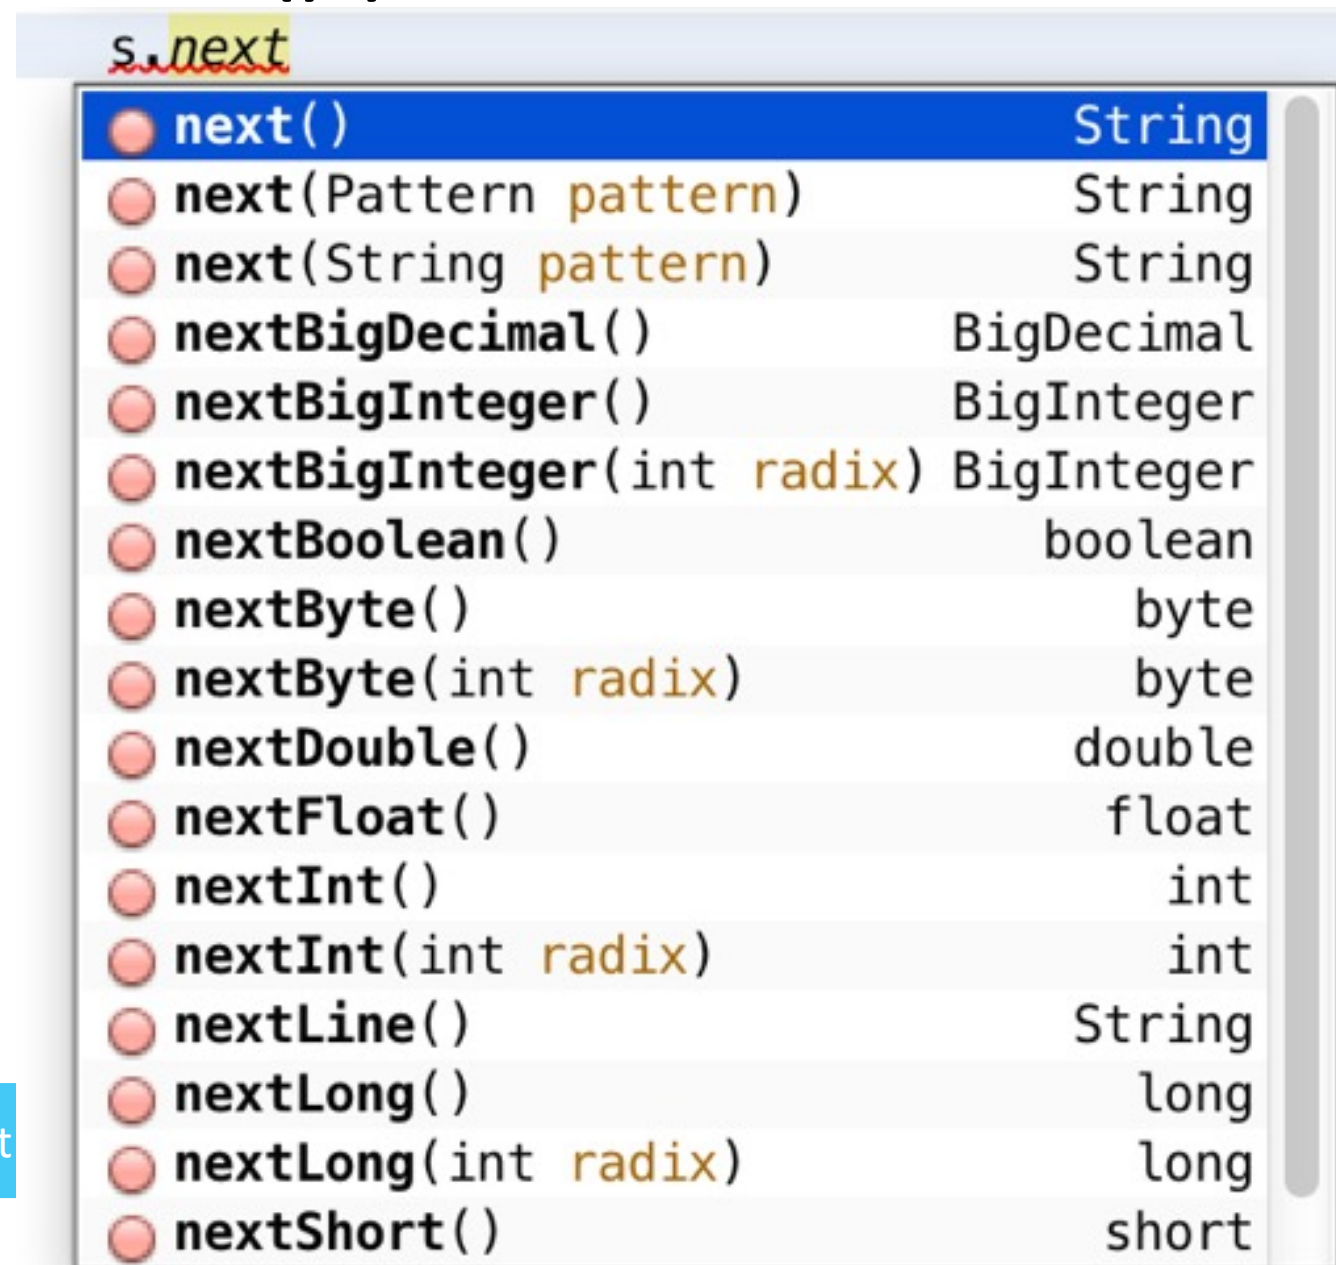 s.next
next() String
next(Pattern pattern) String
next(String pattern) String
nextBigDecimal() BigDecimal
nextBigInteger() BigInteger
nextBigInteger(int radix) BigInteger
nextBoolean() boolean
nextByte() byte
nextByte(int radix) byte
nextDouble() double
nextFloat() float
nextInt() int
nextInt(int radix) int
nextLine() String
nextLong() long
t
nextLong(int radix) long
nextShort() short